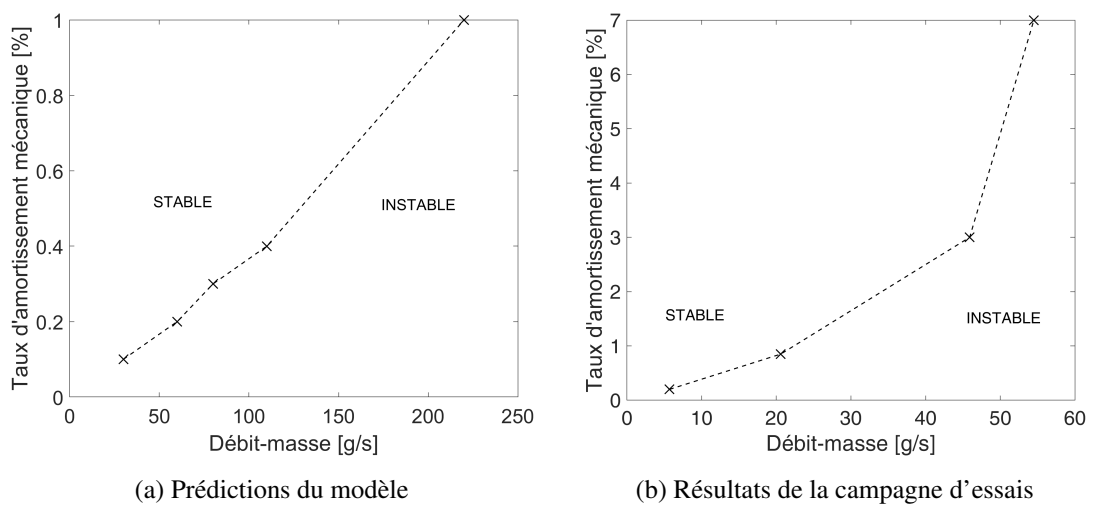 Taux d'amortissement mécanique [%]
1
0.8
0.6
0.4
0.2
0
STABLE
INSTABLE
0 50 100 150 200 250
Débit-masse [g/s]
(a) Prédictions du modèle
Taux d'amortissement mécanique [%]
7
6
5
4
3
2
1
0
STABLE
INSTABLE
0 10 20 30 40 50 60
Débit-masse [g/s]
(b) Résultats de la campagne d'essais